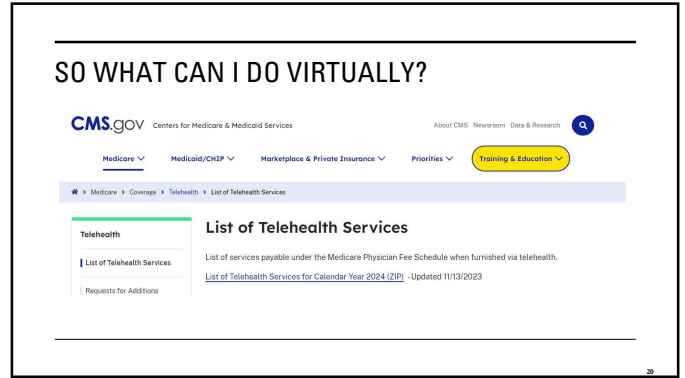 SO WHAT CAN I DO VIRTUALLY?
CMS.gov Centers for Medicare & Medicaid Services About CMS Newsroom Data & Research
Medicare Medicaid/CHIP Marketplace & Private Insurance Priorities Training & Education
> Medicare > Coverage > Telehealth > List of Telehealth Services
Telehealth
List of Telehealth Services
Requests for Additions
List of Telehealth Services
List of services payable under the Medicare Physician Fee Schedule when furnished via telehealth.
List of Telehealth Services for Calendar Year 2024 (ZIP) - Updated 11/13/2023
20